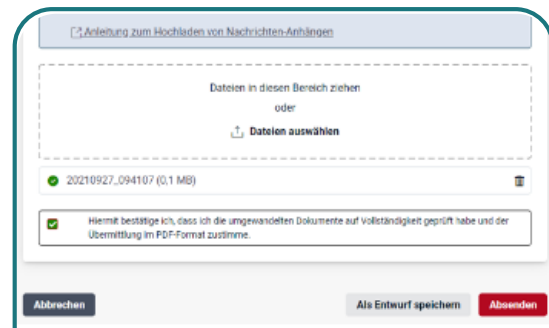 Anleitung zum Hochladen von Nachrichten-Anhängen
Dateien in diesen Bereich ziehen
oder
Dateien auswählen
20210927_094107 (0,1 MB)
Hiermit bestätige ich, dass ich die umgewandelten Dokumente auf Vollständigkeit geprüft habe und der
Übermittlung im PDF-Format zustimme.
Abbrechen
Als Entwurf speichern
Absenden